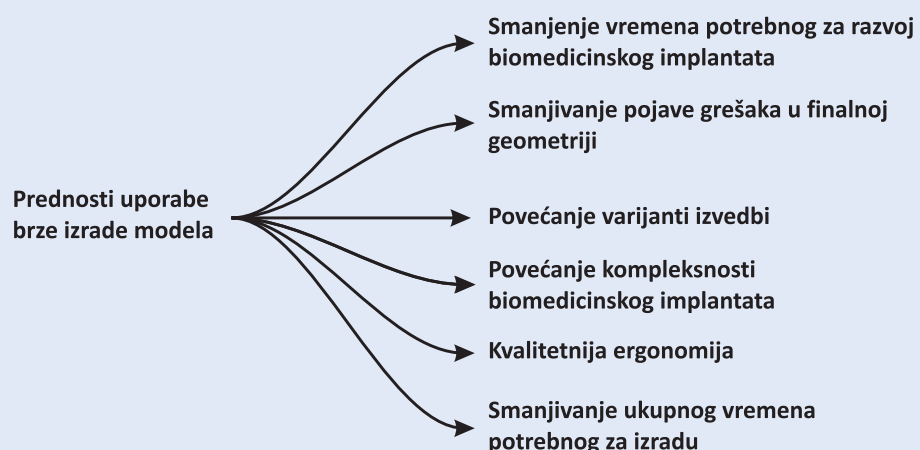 Smanjenje vremena potrebnog za razvoj
biomedicinskog implantata
Smanjivanje pojave grešaka u finalnoj
geometriji
Prednosti uporabe
brze izrade modela
Povećanje varijanti izvedbi
Povećanje kompleksnosti
biomedicinskog implantata
Kvalitetnija ergonomija
Smanjivanje ukupnog vremena
potrebnog za izradu